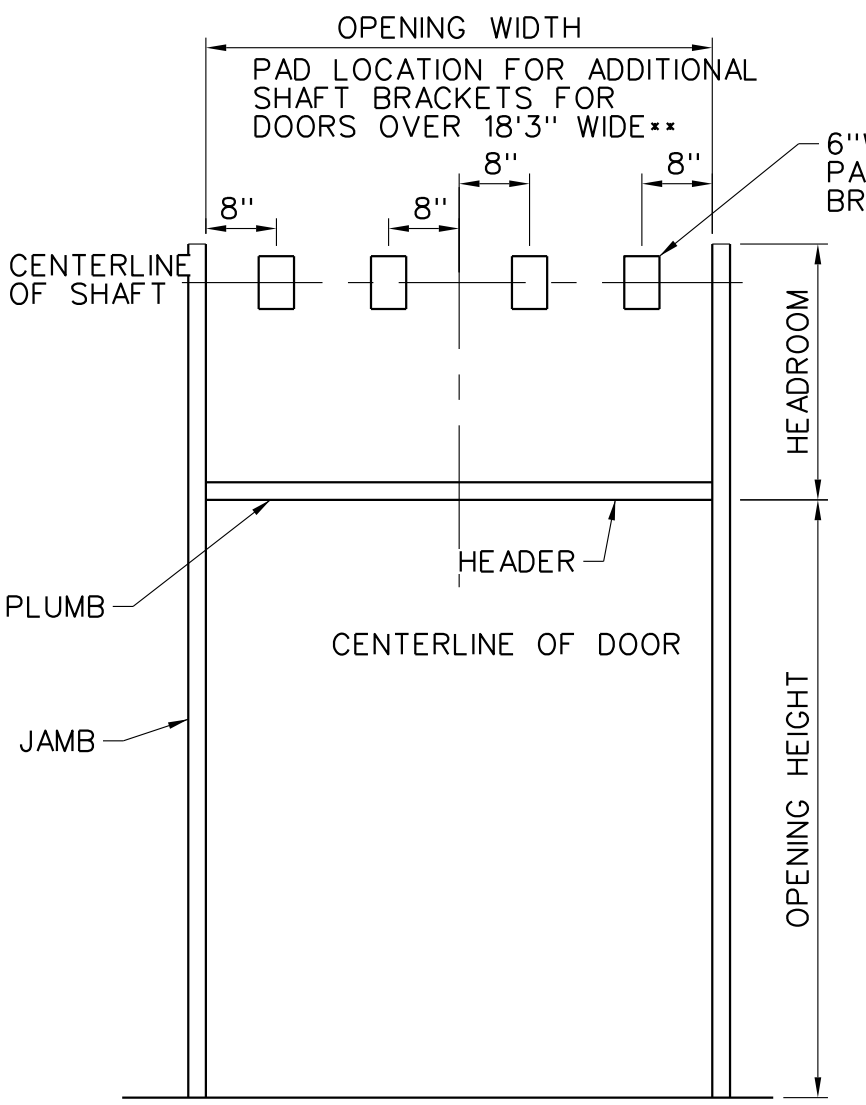 OPENING WIDTH
PAD LOCATION FOR ADDITIONAL
SHAFT BRACKETS FOR
DOORS OVER 18'3" WIDE**
8"
8"
8"
8"
6"
CENTERLINE
OF SHAFT
HEADROOM
HEADER
PLUMB
CENTERLINE OF DOOR
JAMB
OPENING HEIGHT